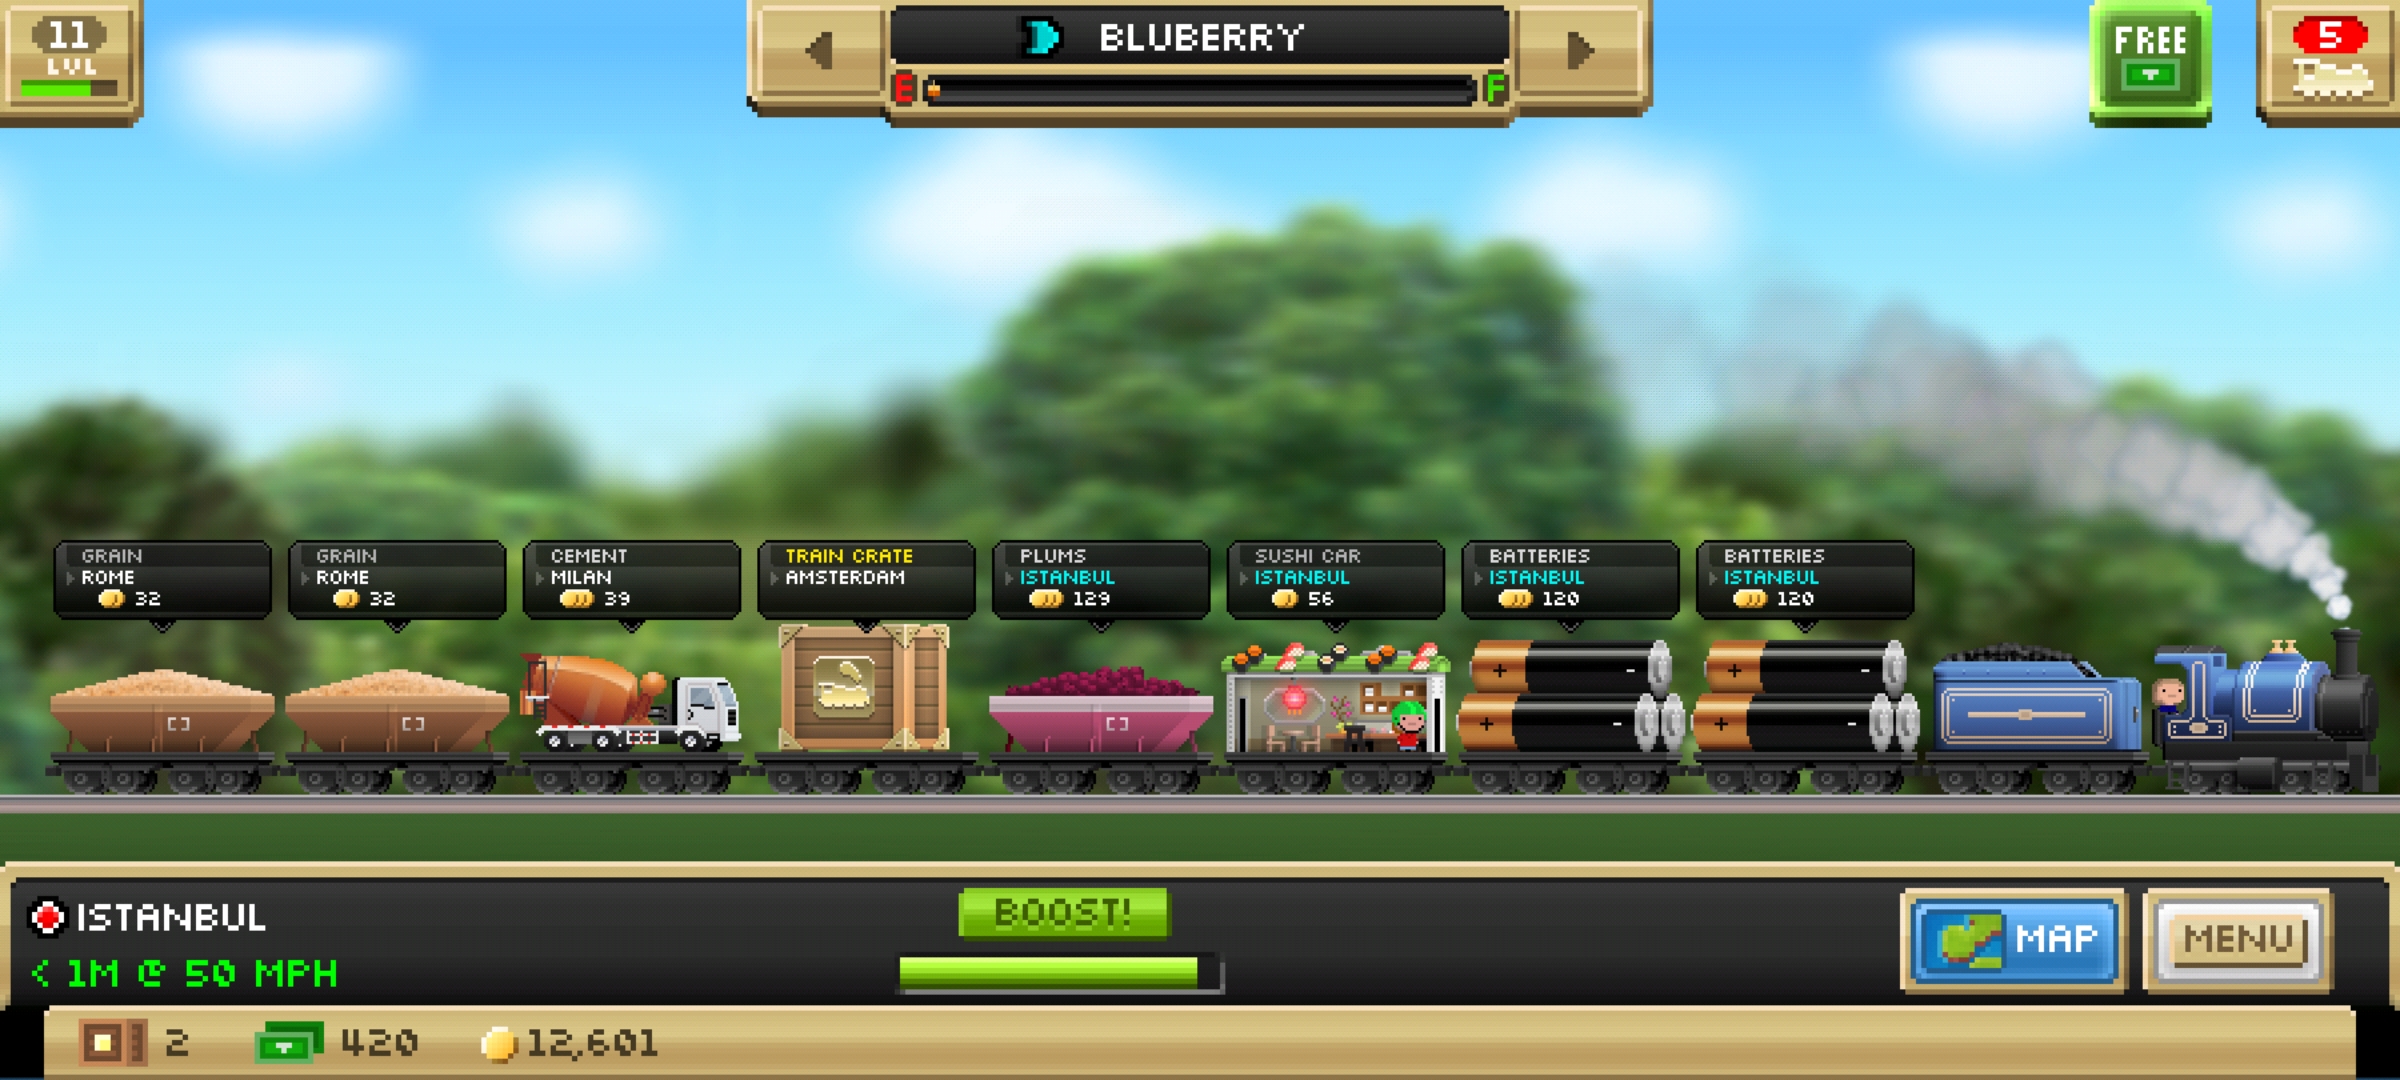 11
LVL
BLUBERRY
E F
FREE
5
GRAIN
ROME
32
GRAIN
ROME
32
CEMENT
MILAN
39
TRAIN CRATE
AMSTERDAM
PLUMS
ISTANBUL
129
SUSHI CAR
ISTANBUL
56
BATTERIES
ISTANBUL
120
BATTERIES
ISTANBUL
120
ISTANBUL
< 1M @ 50 MPH
BOOST!
MAP
MENU
2
420
12,601